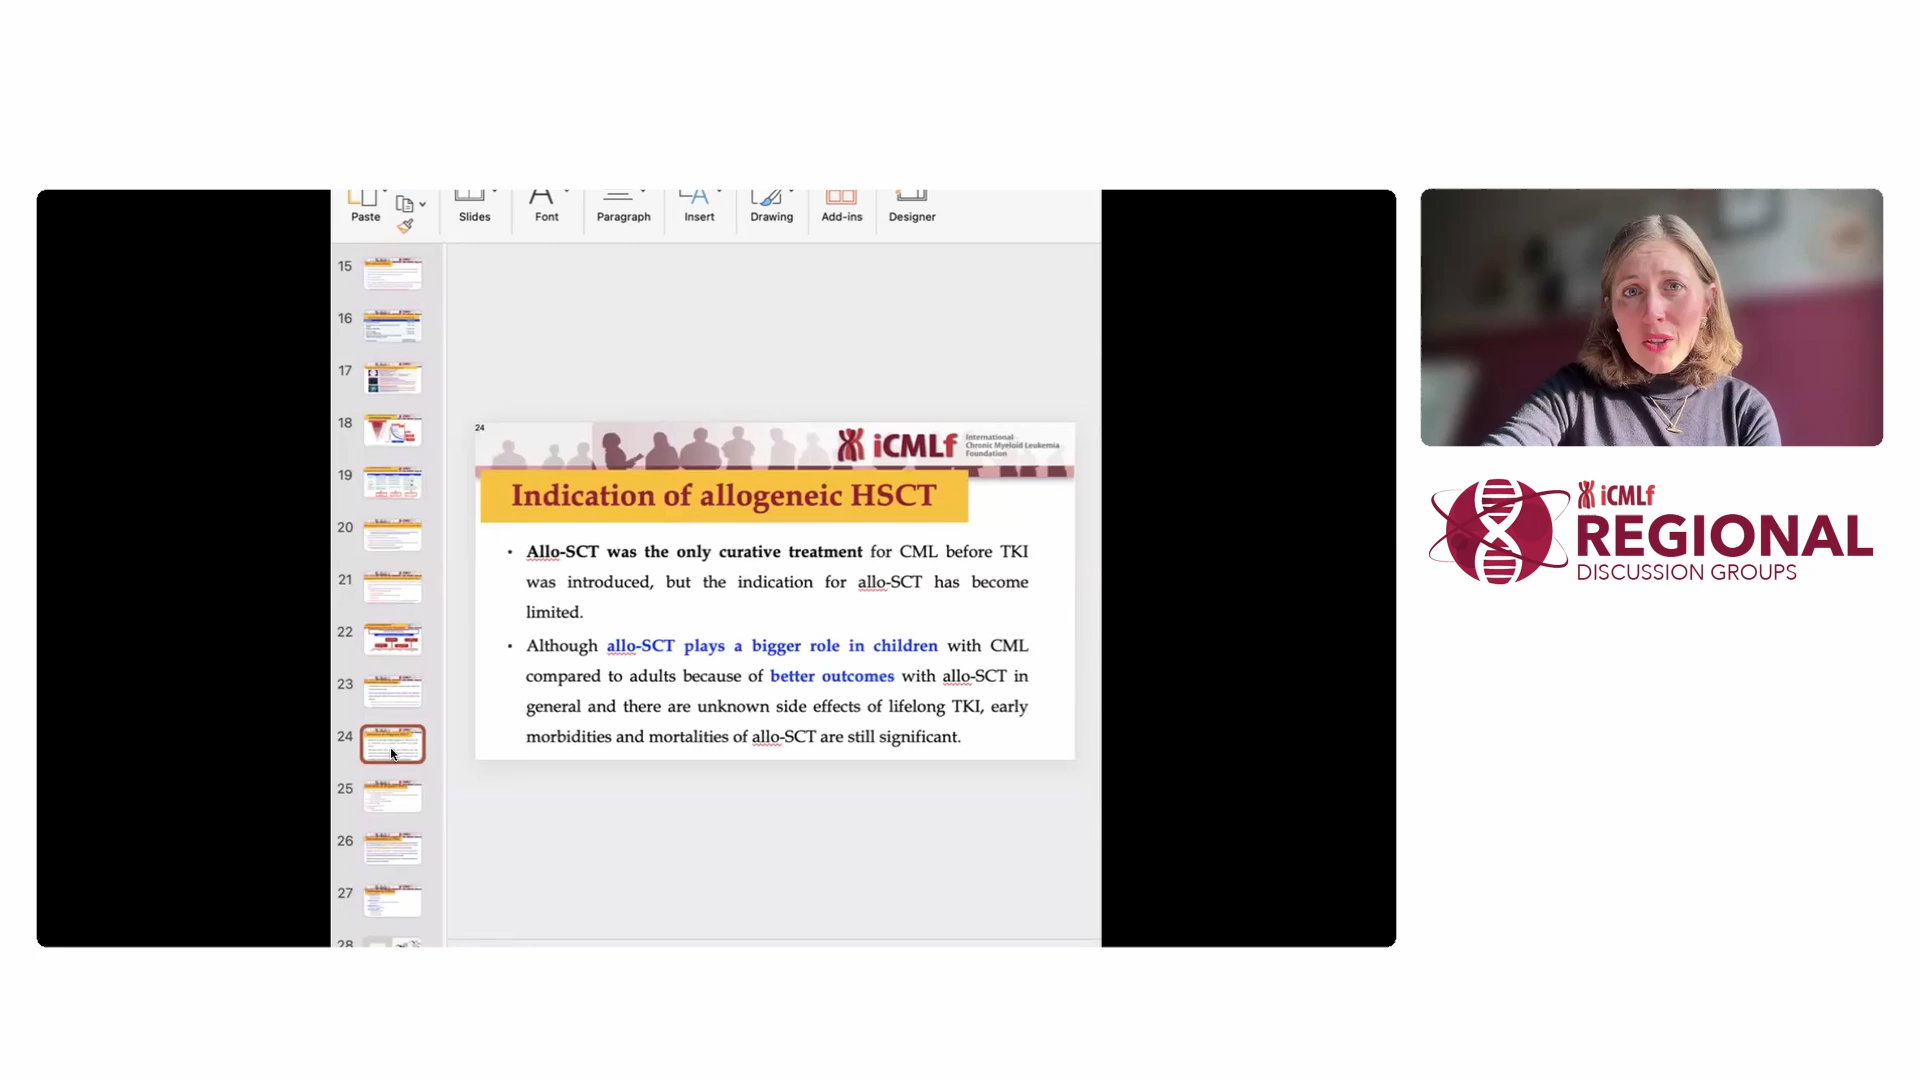 Paste
Slides
Font
Paragraph
Insert
Drawing
Add-ins
Designer
15
16
17
18
19
20
21
22
23
24
25
26
27
28
24
iCMLf
International
Chronic Myeloid Leukemia
Foundation
Indication of allogeneic HSCT
• Allo-SCT was the only curative treatment for CML before TKI
was introduced, but the indication for allo-SCT has become
limited.
• Although allo-SCT plays a bigger role in children with CML
compared to adults because of better outcomes with allo-SCT in
general and there are unknown side effects of lifelong TKI, early
morbidities and mortalities of allo-SCT are still significant.
iCMLf
REGIONAL
DISCUSSION GROUPS